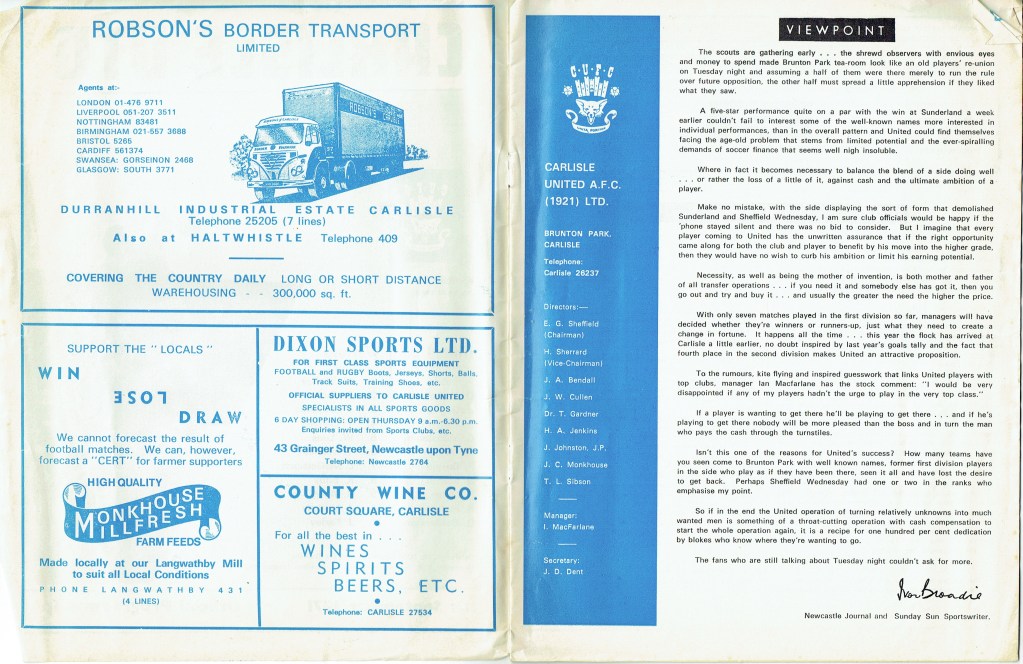 ROBSON'S BORDER TRANSPORT
LIMITED
Agents at:-
LONDON 01-476 9711
LIVERPOOL 051-207 3511
NOTTINGHAM 83481
BIRMINGHAM 021-557 3688
BRISTOL 5265
CARDIFF 561374
SWANSEA: GORSEINON 2468
GLASGOW: SOUTH 3771
ROBSON'S CARLISLE
DURRANHILL INDUSTRIAL ESTATE CARLISLE
Telephone 25205 (7 lines)
Also at HALTWHISTLE Telephone 409
COVERING THE COUNTRY DAILY LONG OR SHORT DISTANCE
WAREHOUSING - - 300,000 sq. ft.
SUPPORT THE "LOCALS"
WIN
LOSE
DRAW
We cannot forecast the result of
football matches. We can, however,
forecast a "CERT" for farmer supporters
HIGH QUALITY
MONKHOUSE
MILLFRESH
FARM FEEDS
Made locally at our Langwathby Mill
to suit all Local Conditions
PHONE LANGWATHBY 431
(4 LINES)
DIXON SPORTS LTD.
FOR FIRST CLASS SPORTS EQUIPMENT
FOOTBALL and RUGBY Boots, Jerseys, Shorts, Balls,
Track Suits, Training Shoes, etc.
OFFICIAL SUPPLIERS TO CARLISLE UNITED
SPECIALISTS IN ALL SPORTS GOODS
6 DAY SHOPPING: OPEN THURSDAY 9 a.m.-6.30 p.m.
Enquiries invited from Sports Clubs, etc.
43 Grainger Street, Newcastle upon Tyne
Telephone: Newcastle 2764
COUNTY WINE CO.
COURT SQUARE, CARLISLE
For all the best in . . .
WINES
SPIRITS
BEERS, ETC.
Telephone: CARLISLE 27534
C·U·F·C
CARLISLE
UNITED A.F.C.
(1921) LTD.
BRUNTON PARK,
CARLISLE
Telephone:
Carlisle 26237
Directors:—
E. G. Sheffield
(Chairman)
H. Sherrard
(Vice-Chairman)
J. A. Bendall
J. W. Cullen
Dr. T. Gardner
H. A. Jenkins
J. Johnston, J.P.
J. C. Monkhouse
T. L. Sibson
Manager:
I. MacFarlane
Secretary:
J. D. Dent
VIEWPOINT
The scouts are gathering early . . . the shrewd observers with envious eyes
and money to spend made Brunton Park tea-room look like an old players' re-union
on Tuesday night and assuming a half of them were there merely to run the rule
over future opposition, the other half must spread a little apprehension if they liked
what they saw.
A five-star performance quite on a par with the win at Sunderland a week
earlier couldn't fail to interest some of the well-known names more interested in
individual performances, than in the overall pattern and United could find themselves
facing the age-old problem that stems from limited potential and the ever-spiralling
demands of soccer finance that seems well nigh insoluble.
Where in fact it becomes necessary to balance the blend of a side doing well
. . . or rather the loss of a little of it, against cash and the ultimate ambition of a
player.
Make no mistake, with the side displaying the sort of form that demolished
Sunderland and Sheffield Wednesday, I am sure club officials would be happy if the
'phone stayed silent and there was no bid to consider. But I imagine that every
player coming to United has the unwritten assurance that if the right opportunity
came along for both the club and player to benefit by his move into the higher grade,
then they would have no wish to curb his ambition or limit his earning potential.
Necessity, as well as being the mother of invention, is both mother and father
of all transfer operations . . . if you need it and somebody else has got it, then you
go out and try and buy it . . . and usually the greater the need the higher the price.
With only seven matches played in the first division so far, managers will have
decided whether they're winners or runners-up, just what they need to create a
change in fortune. It happens all the time . . . this year the flock has arrived at
Carlisle a little earlier, no doubt inspired by last year's goals tally and the fact that
fourth place in the second division makes United an attractive proposition.
To the rumours, kite flying and inspired guesswork that links United players with
top clubs, manager Ian Macfarlane has the stock comment: "I would be very
disappointed if any of my players hadn't the urge to play in the very top class."
If a player is wanting to get there he'll be playing to get there . . . and if he's
playing to get there nobody will be more pleased than the boss and in turn the man
who pays the cash through the turnstiles.
Isn't this one of the reasons for United's success? How many teams have
you seen come to Brunton Park with well known names, former first division players
in the side who play as if they have been there, seen it all and have lost the desire
to get back. Perhaps Sheffield Wednesday had one or two in the ranks who
emphasise my point.
So if in the end the United operation of turning relatively unknowns into much
wanted men is something of a throat-cutting operation with cash compensation to
start the whole operation again, it is a recipe for one hundred per cent dedication
by blokes who know where they're wanting to go.
The fans who are still talking about Tuesday night couldn't ask for more.
Ivor Broadis
Newcastle Journal and Sunday Sun Sportswriter.